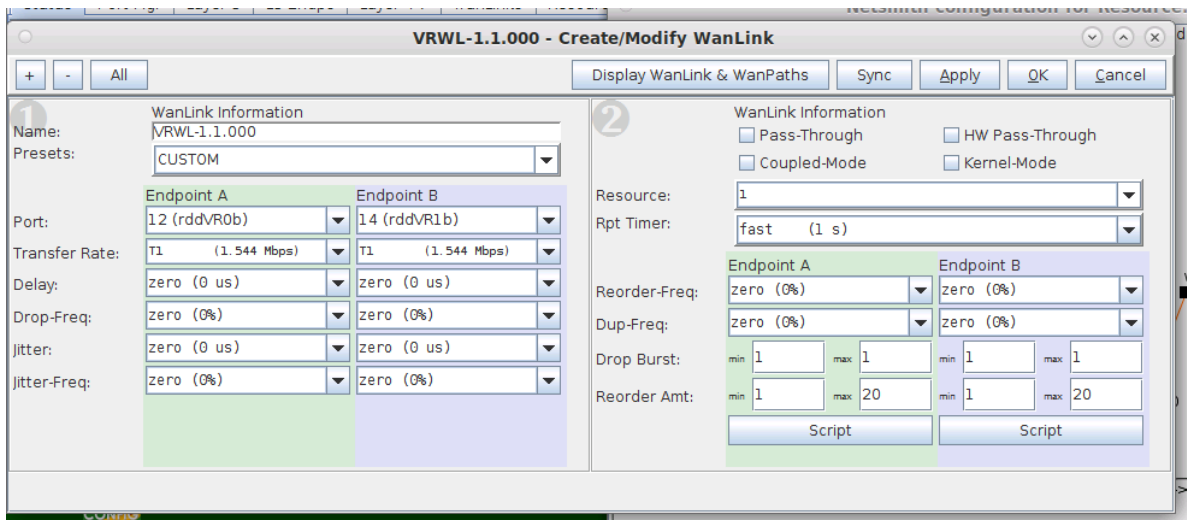 VRWL-1.1.000 - Create/Modify WanLink
+ - All Display WanLink & WanPaths Sync Apply OK Cancel
1
WanLink Information
Name: VRWL-1.1.000
Presets: CUSTOM
Endpoint A Endpoint B
Port: 12 (rddVR0b) 14 (rddVR1b)
Transfer Rate: T1 (1.544 Mbps) T1 (1.544 Mbps)
Delay: zero (0 us) zero (0 us)
Drop-Freq: zero (0%) zero (0%)
Jitter: zero (0 us) zero (0 us)
Jitter-Freq: zero (0%) zero (0%)
2
WanLink Information
Pass-Through HW Pass-Through
Coupled-Mode Kernel-Mode
Resource: 1
Rpt Timer: fast (1 s)
Endpoint A Endpoint B
Reorder-Freq: zero (0%) zero (0%)
Dup-Freq: zero (0%) zero (0%)
Drop Burst: min 1 max 1 min 1 max 1
Reorder Amt: min 1 max 20 min 1 max 20
Script Script